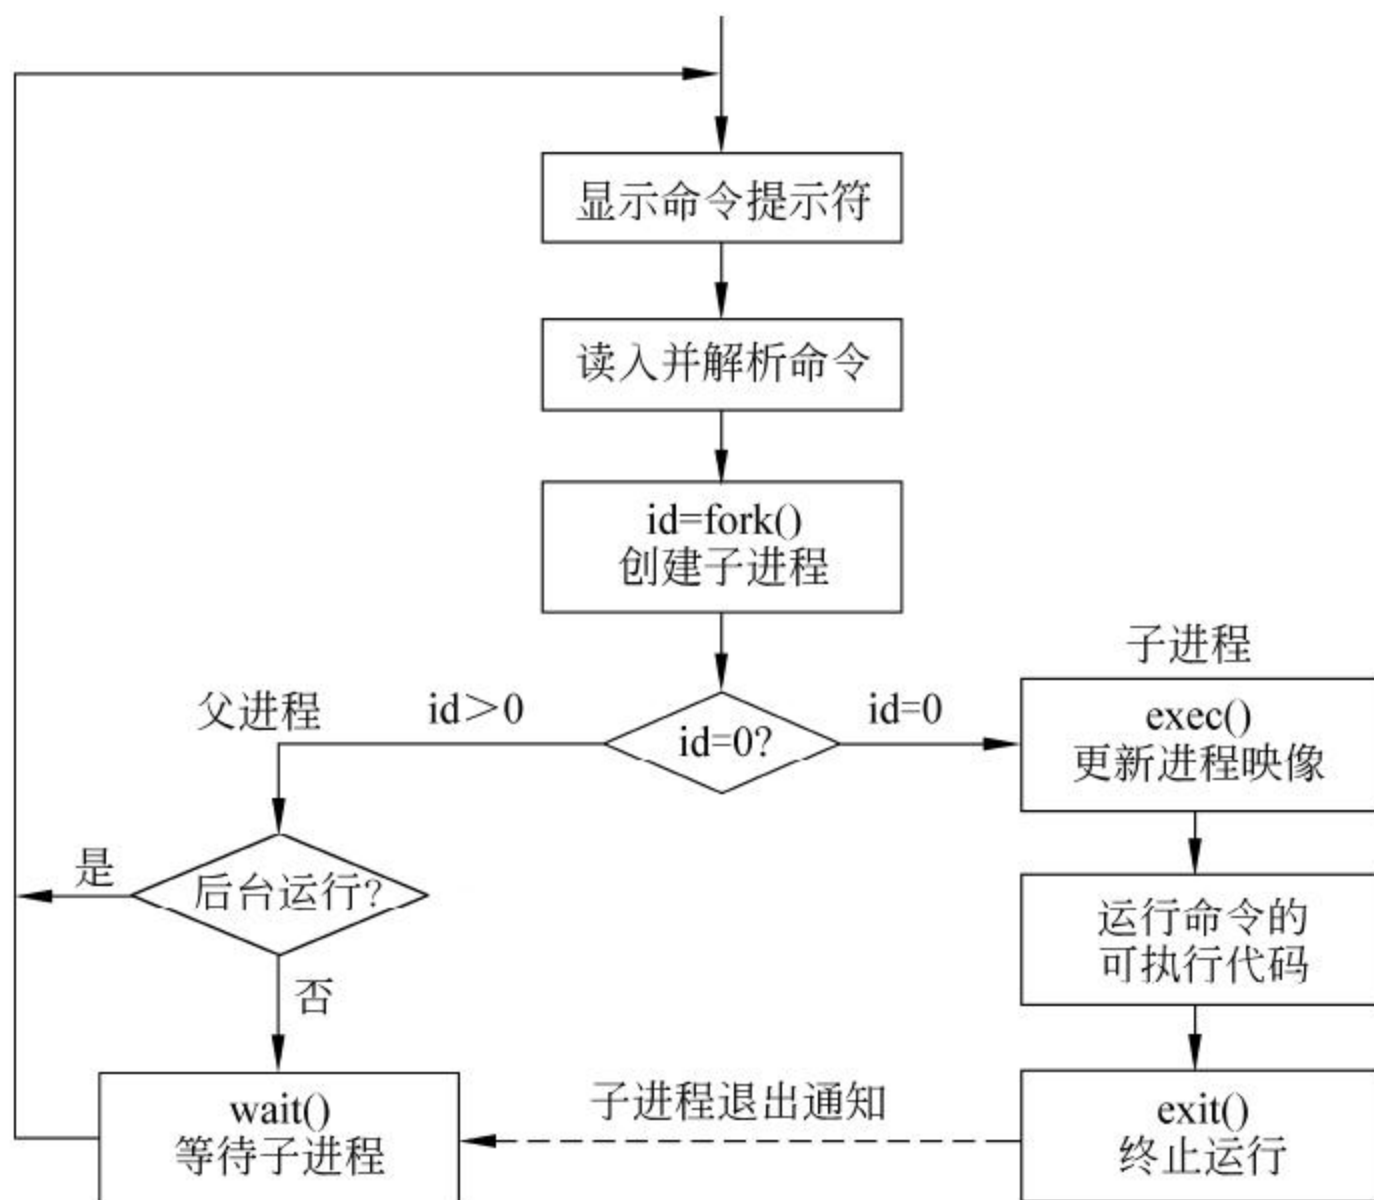 显示命令提示符
读入并解析命令
id=fork()
创建子进程
子进程
父进程
id>0
id=0?
id=0
exec()
更新进程映像
是
后台运行?
运行命令的
可执行代码
否
子进程退出通知
wait()
等待子进程
exit()
终止运行